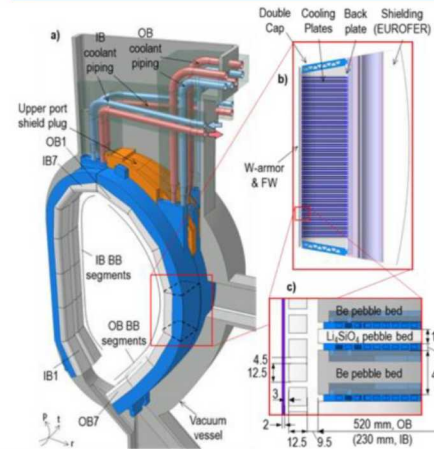 a)
IB
coolant
piping
OB
coolant
piping
Upper port
shield plug
OB1
IB7
IB BB
segments
OB BB
segments
IB1
OB7
Vacuum
vessel
p
t
r
Double
Cap
Cooling
Plates
Back
plate
Shielding
(EUROFER)
b)
W-armor
& FW
c)
Be pebble bed
Li₄SiO₄ pebble bed
Be pebble bed
4.5
12.5
3
2
12.5
9.5
520 mm, OB
(230 mm, IB)